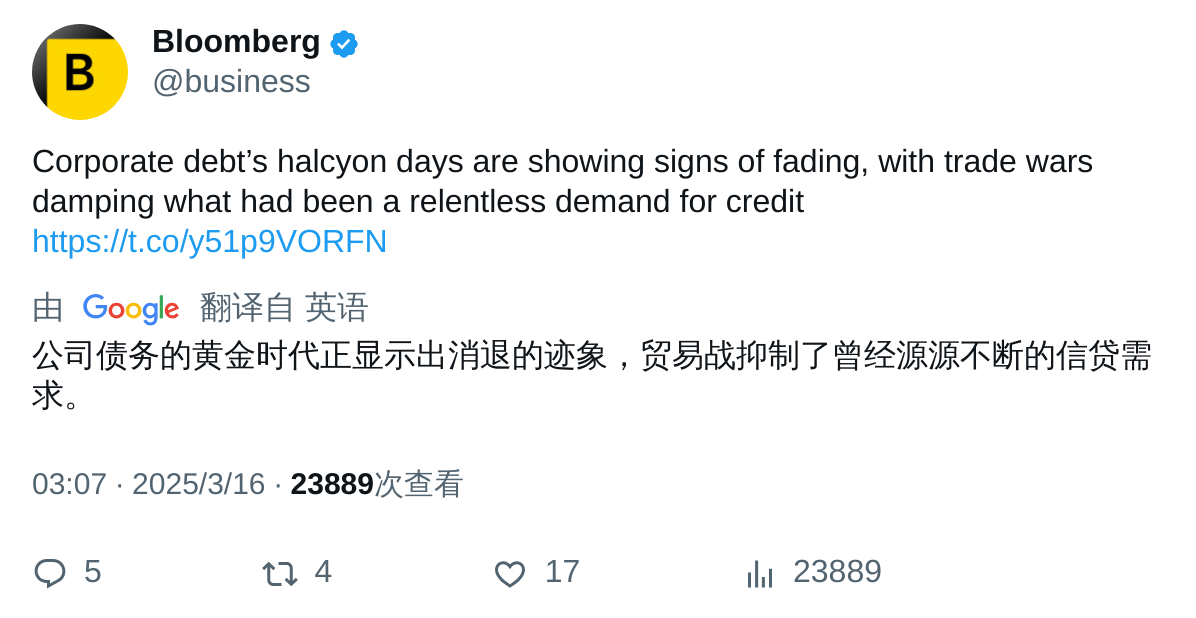 B
Bloomberg
@business
Corporate debt’s halcyon days are showing signs of fading, with trade wars
damping what had been a relentless demand for credit
https://t.co/y51p9VORFN
由 Google 翻译自 英语
公司债务的黄金时代正显示出消退的迹象，贸易战抑制了曾经源源不断的信贷需
求。
03:07 · 2025/3/16 · 23889次查看
5 4 17 23889